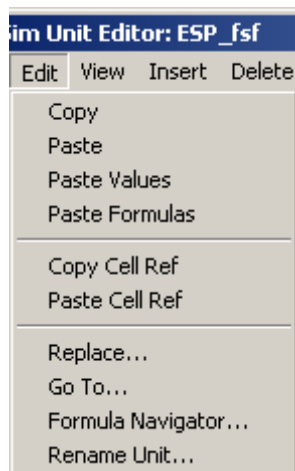 Sim Unit Editor: ESP_fsf
Edit View Insert Delete
Copy
Paste
Paste Values
Paste Formulas
Copy Cell Ref
Paste Cell Ref
Replace...
Go To...
Formula Navigator...
Rename Unit...